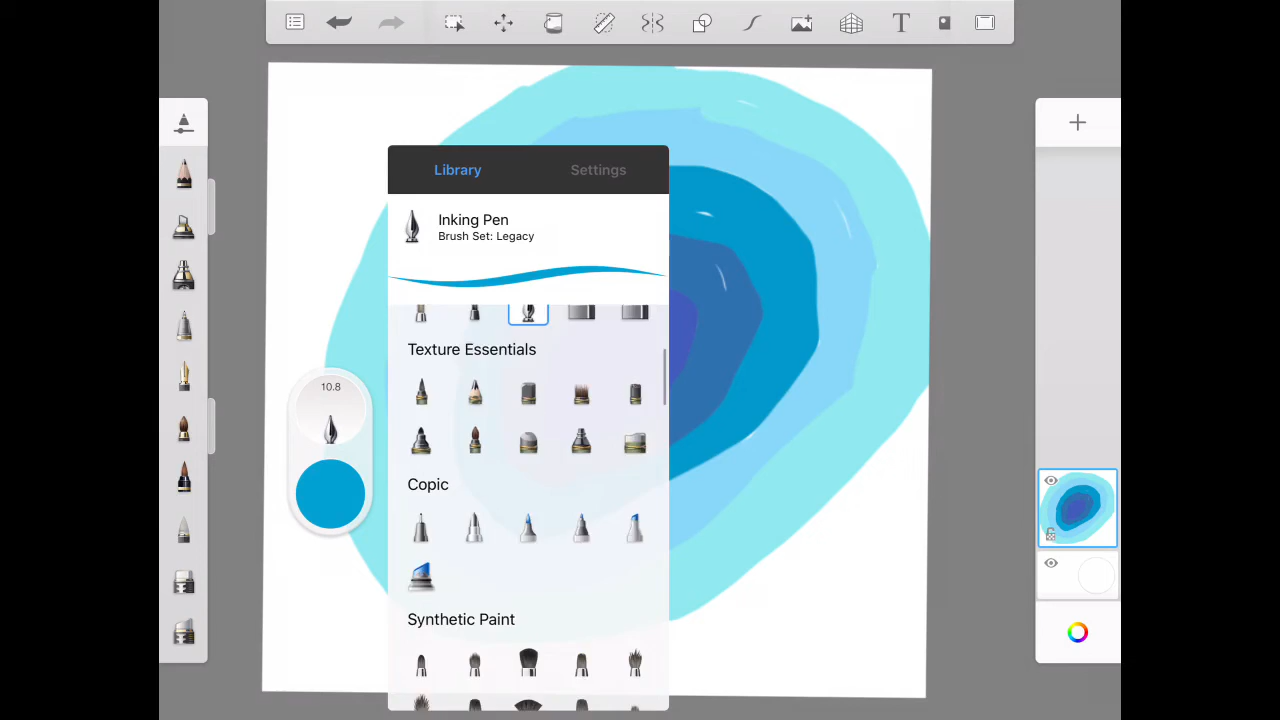 Library
Settings
Inking Pen
Brush Set: Legacy
Texture Essentials
10.8
Copic
Synthetic Paint